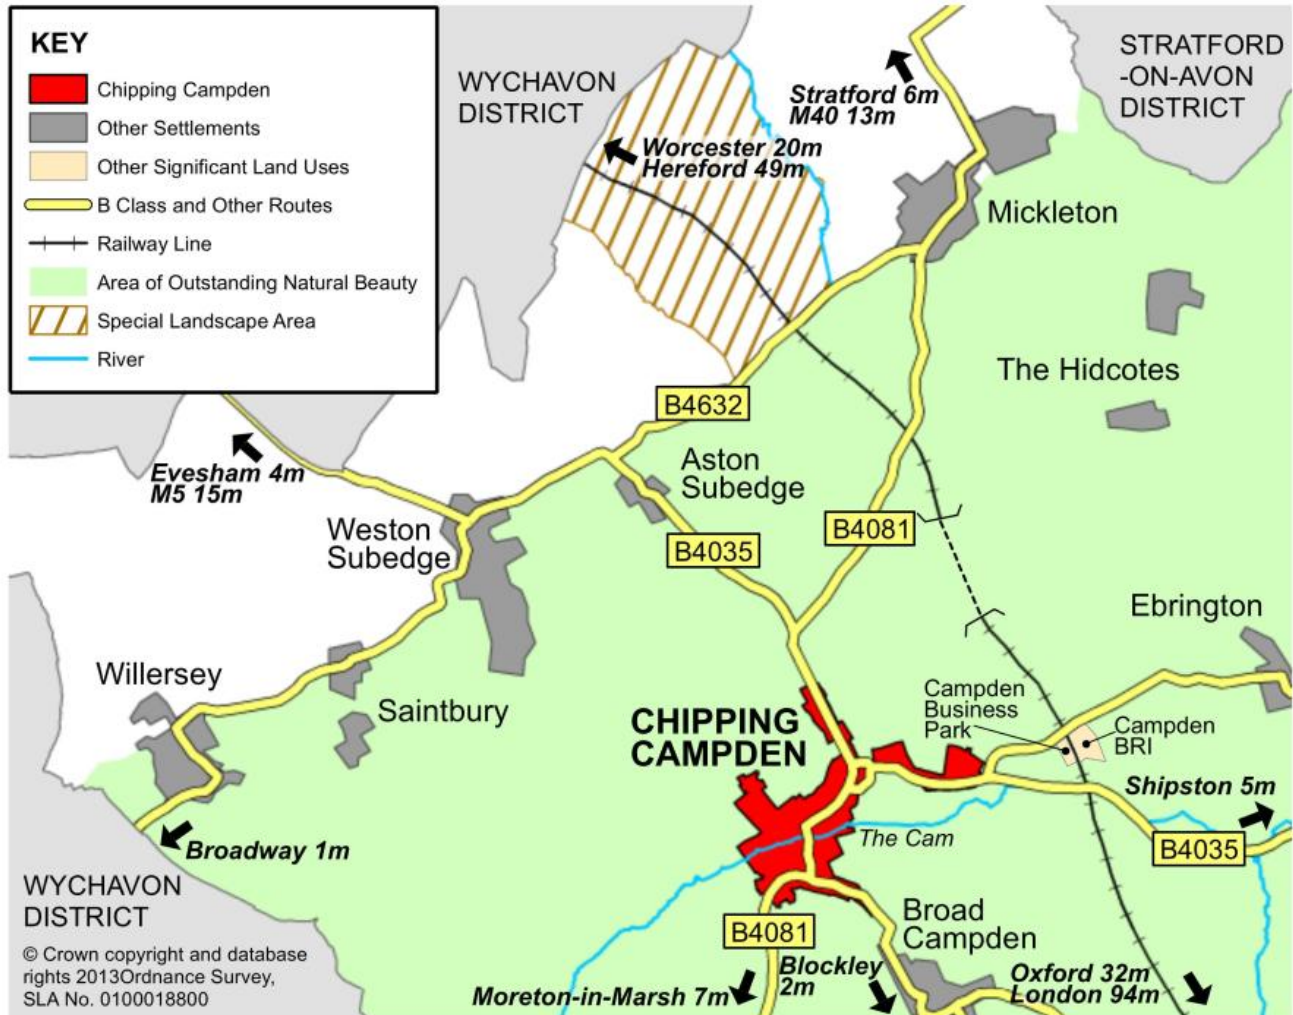 KEY
Chipping Campden
Other Settlements
Other Significant Land Uses
B Class and Other Routes
Railway Line
Area of Outstanding Natural Beauty
Special Landscape Area
River
WYCHAVON
DISTRICT
STRATFORD
-ON-AVON
DISTRICT
Stratford 6m
M40 13m
Worcester 20m
Hereford 49m
Mickleton
The Hidcotes
B4632
Evesham 4m
M5 15m
Aston
Subedge
Weston
Subedge
B4035
B4081
Ebrington
Willersey
Saintbury
CHIPPING
CAMPDEN
Campden
Business
Park
Campden
BRI
Shipston 5m
The Cam
B4035
Broadway 1m
WYCHAVON
DISTRICT
B4081
Broad
Campden
© Crown copyright and database
rights 2013Ordnance Survey,
SLA No. 0100018800
Moreton-in-Marsh 7m
Blockley
2m
Oxford 32m
London 94m